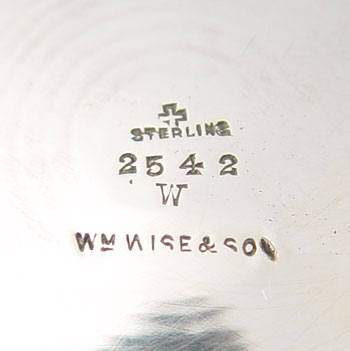 STERLING
2542
W
WM WISE & SON